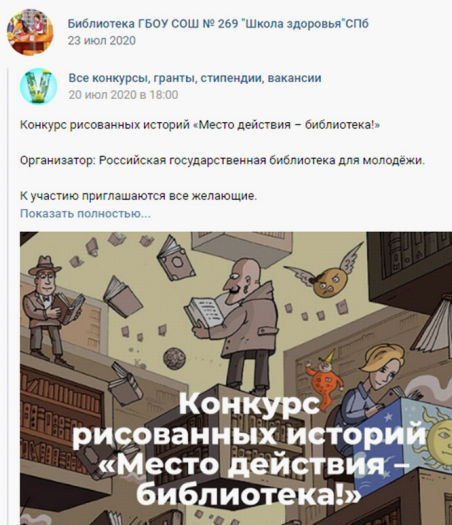 Библиотека ГБОУ СОШ № 269 "Школа здоровья"СПб
23 июл 2020
Все конкурсы, гранты, стипендии, вакансии
20 июл 2020 в 18:00
Конкурс рисованных историй «Место действия – библиотека!»
Организатор: Российская государственная библиотека для молодёжи.
К участию приглашаются все желающие.
Показать полностью...
Конкурс
рисованных историй
«Место действия –
библиотека!»